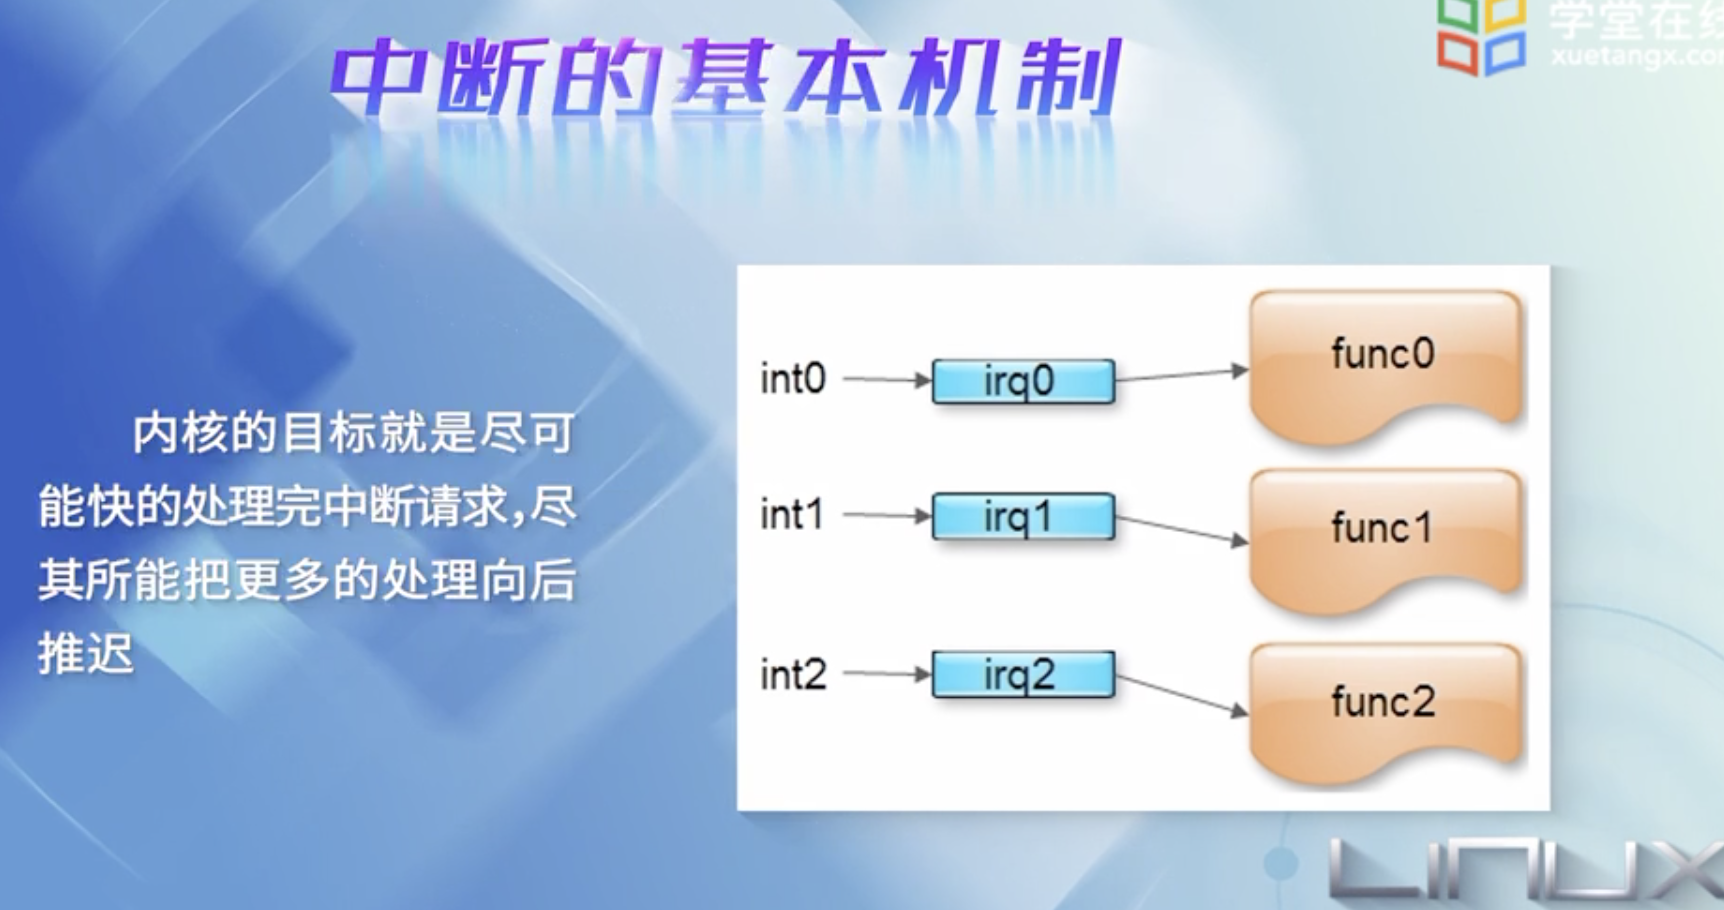 中断的基本机制
学堂在线
xuetangx.com
内核的目标就是尽可
能快的处理完中断请求,尽
其所能把更多的处理向后
推迟
int0 irq0 func0
int1 irq1 func1
int2 irq2 func2
LINUX